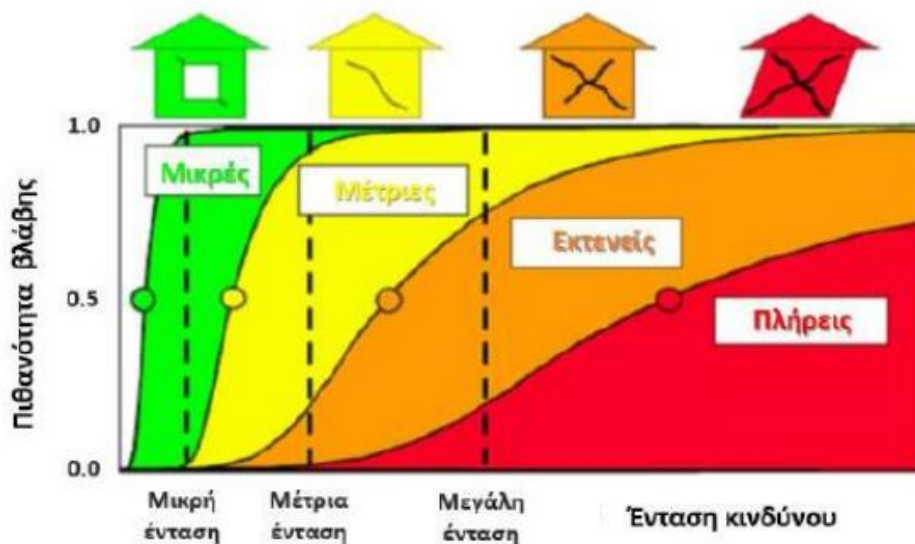 1.0
Μικρές
Μέτριες
Εκτενείς
0.5
Πλήρεις
0.0
Πιθανότητα βλάβης
Μικρή
ένταση
Μέτρια
ένταση
Μεγάλη
ένταση
Ένταση κινδύνου